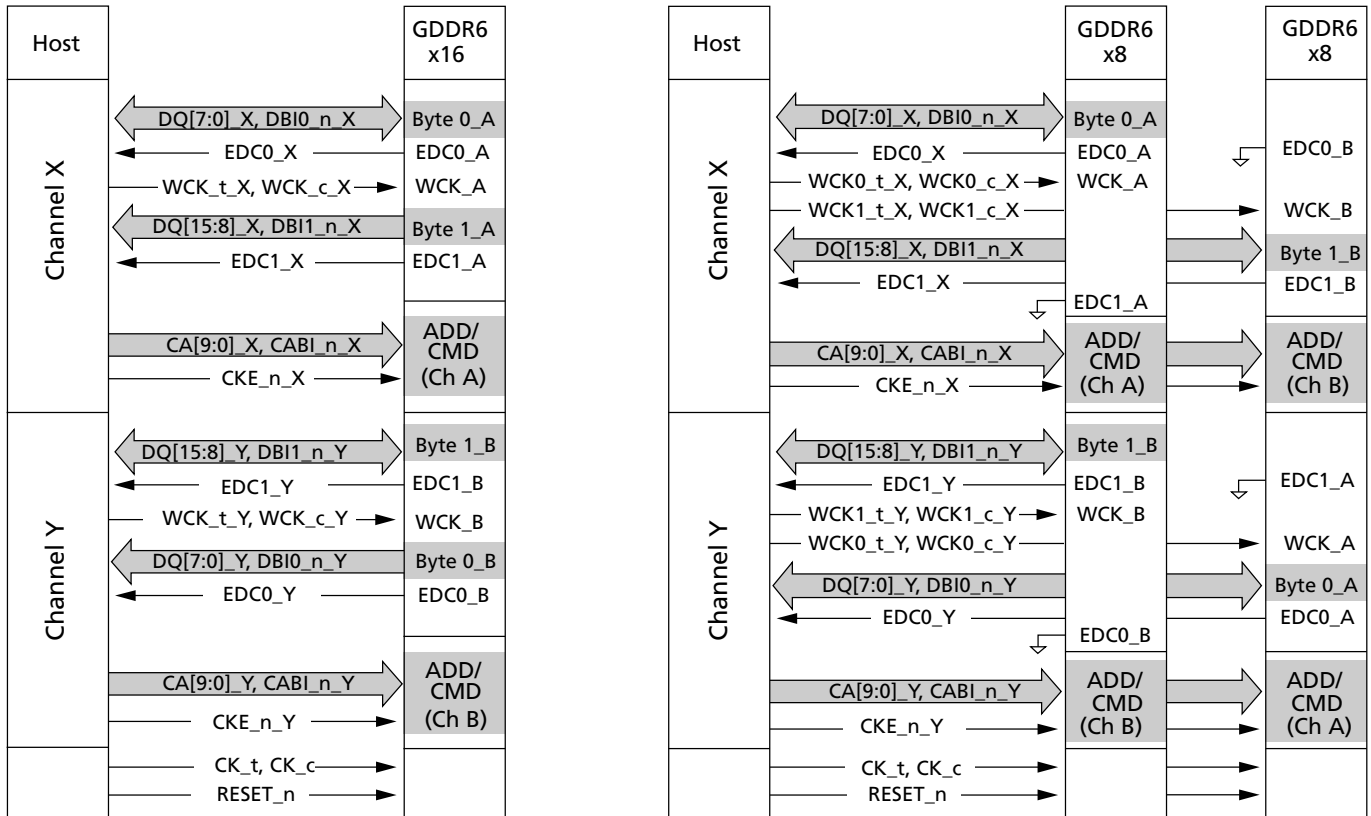 Host
GDDR6
x16
DQ[7:0]_X, DBI0_n_X
Byte 0_A
EDC0_X
EDC0_A
WCK_t_X, WCK_c_X
WCK_A
Channel X
DQ[15:8]_X, DBI1_n_X
Byte 1_A
EDC1_X
EDC1_A
CA[9:0]_X, CABI_n_X
ADD/
CMD
(Ch A)
CKE_n_X
DQ[15:8]_Y, DBI1_n_Y
Byte 1_B
EDC1_Y
EDC1_B
WCK_t_Y, WCK_c_Y
WCK_B
Channel Y
DQ[7:0]_Y, DBI0_n_Y
Byte 0_B
EDC0_Y
EDC0_B
CA[9:0]_Y, CABI_n_Y
ADD/
CMD
(Ch B)
CKE_n_Y
CK_t, CK_c
RESET_n
Host
GDDR6
x8
GDDR6
x8
DQ[7:0]_X, DBI0_n_X
Byte 0_A
EDC0_X
EDC0_A
EDC0_B
WCK0_t_X, WCK0_c_X
WCK_A
WCK1_t_X, WCK1_c_X
WCK_B
Channel X
DQ[15:8]_X, DBI1_n_X
Byte 1_B
EDC1_X
EDC1_B
EDC1_A
CA[9:0]_X, CABI_n_X
ADD/
CMD
(Ch A)
ADD/
CMD
(Ch B)
CKE_n_X
DQ[15:8]_Y, DBI1_n_Y
Byte 1_B
EDC1_Y
EDC1_B
EDC1_A
WCK1_t_Y, WCK1_c_Y
WCK_B
WCK0_t_Y, WCK0_c_Y
WCK_A
Channel Y
DQ[7:0]_Y, DBI0_n_Y
Byte 0_A
EDC0_Y
EDC0_A
EDC0_B
CA[9:0]_Y, CABI_n_Y
ADD/
CMD
(Ch B)
ADD/
CMD
(Ch A)
CKE_n_Y
CK_t, CK_c
RESET_n